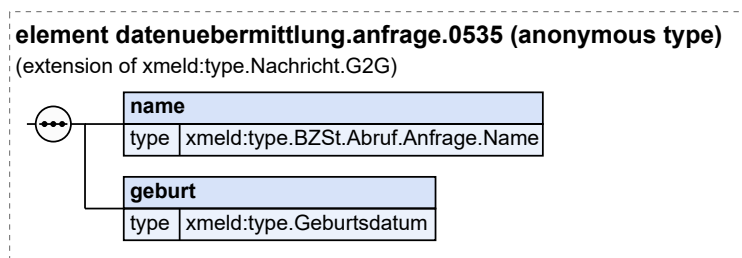 element datenuebermittlung.anfrage.0535 (anonymous type)
(extension of xmeld:type.Nachricht.G2G)
name
type xmeld:type.BZSt.Abruf.Anfrage.Name
geburt
type xmeld:type.Geburtsdatum